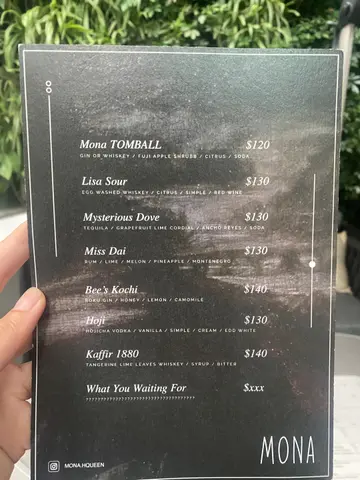 Mona TOMBALL $120
GIN OR WHISKEY / FUJI APPLE SHRUBB / CITRUS / SODA
Lisa Sour $130
EGG WASHED WHISKEY / CITRUS / SIMPLE / RED WINE
Mysterious Dove $130
TEQUILA / GRAPEFRUIT LIME CORDIAL / ANCHO REYES / SODA
Miss Dai $130
RUM / LIME / MELON / PINEAPPLE / MONTENEGRO
Bee's Kochi $140
ROKU GIN / HONEY / LEMON / CAMOMILE
Hoji $130
HOJICHA VODKA / VANILLA / SIMPLE / CREAM / EGG WHITE
Kaffir 1880 $140
TANGERINE LIME LEAVES WHISKEY / SYRUP / BITTER
What You Waiting For $xxx
???????????????????????????????????
MONA
MONA.HQUEEN